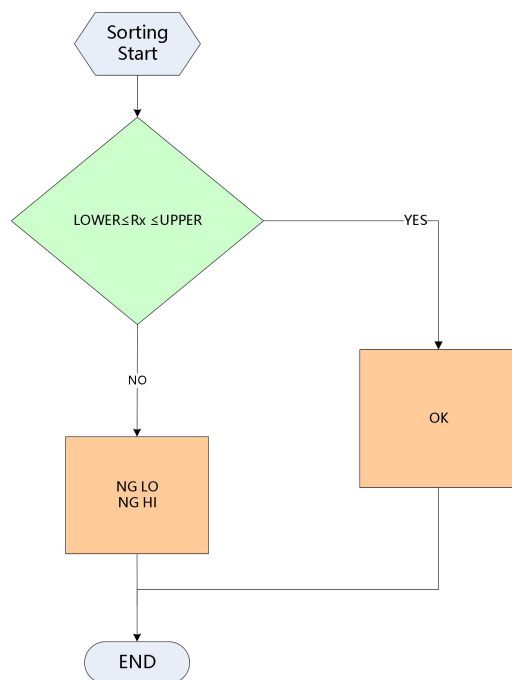 Sorting
Start
LOWER≤Rx ≤UPPER
YES
NO
OK
NG LO
NG HI
END